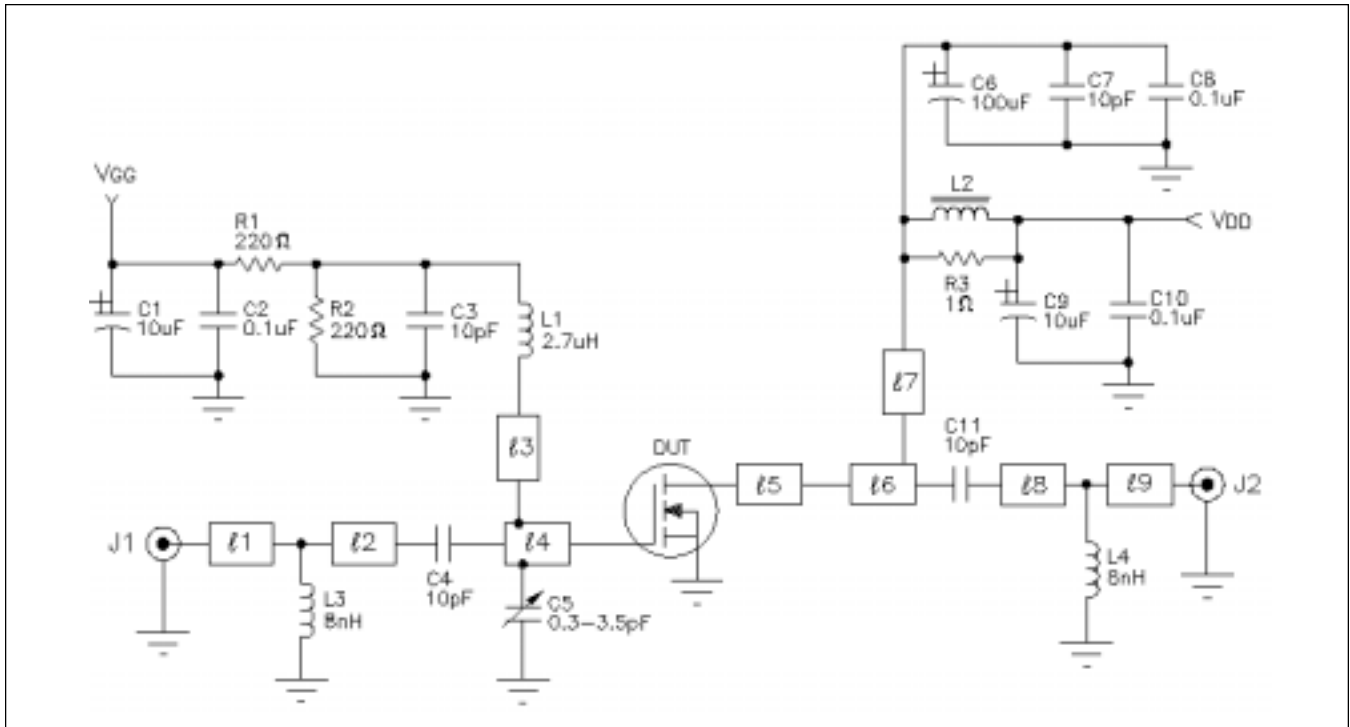 C6
100uF
C7
10pF
C8
0.1uF
VGG
L2
VDD
R1
220Ω
R3
1Ω
C1
10uF
C2
0.1uF
R2
220Ω
C3
10pF
L1
2.7uH
C9
10uF
C10
0.1uF
ℓ7
ℓ3
DUT
C11
10pF
ℓ5
ℓ6
ℓ8
ℓ9
J2
J1
ℓ1
ℓ2
ℓ4
C4
10pF
L3
8nH
C5
0.3-3.5pF
L4
8nH